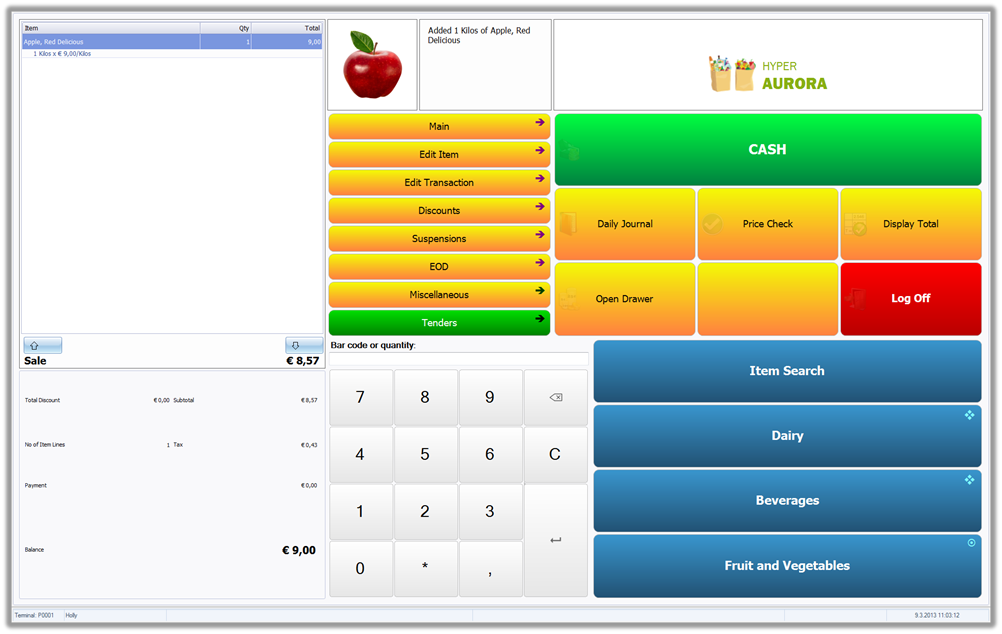 Item Qty Total
Apple, Red Delicious 1 9,00
1 Kilos x € 9,00/Kilos
Sale € 8,57
Total Discount € 0,00 Subtotal € 8,57
No of Item Lines 1 Tax € 0,43
Payment € 0,00
Balance € 9,00
Added 1 Kilos of Apple, Red
Delicious
HYPER
AURORA
Main
Edit Item
Edit Transaction
Discounts
Suspensions
EOD
Miscellaneous
Tenders
CASH
Daily Journal Price Check Display Total
Open Drawer Log Off
Bar code or quantity:
7 8 9
4 5 6 C
1 2 3
0 * ,
Item Search
Dairy
Beverages
Fruit and Vegetables
Terminal: P0001 Holly 9.3.2013 11:03:12